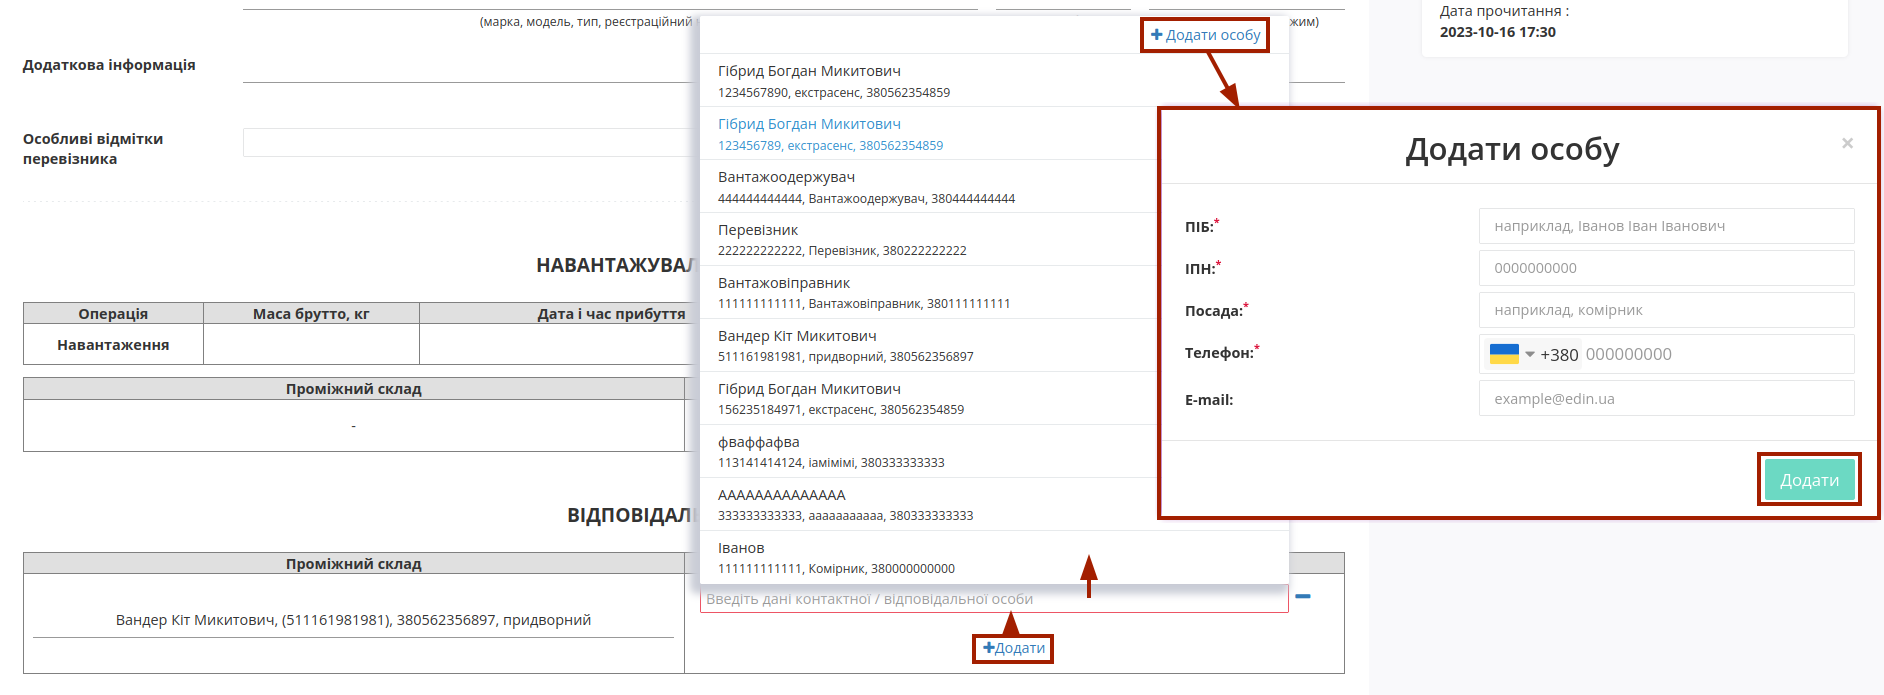 (марка, модель, тип, реєстраційний
жим)
Дата прочитання :
2023-10-16 17:30
Додаткова інформація
Особливі відмітки
перевізника
НАВАНТАЖУВАЛ
Операція
Маса брутто, кг
Дата і час прибуття
Навантаження
Проміжний склад
-
ВІДПОВІДАЛ
Проміжний склад
Вандер Кіт Микитович, (511161981981), 380562356897, придворний
+ Додати особу
Гібрид Богдан Микитович
1234567890, екстрасенс, 380562354859
Гібрид Богдан Микитович
123456789, екстрасенс, 380562354859
Вантажоодержувач
444444444444, Вантажоодержувач, 380444444444
Перевізник
222222222222, Перевізник, 380222222222
Вантажовіправник
111111111111, Вантажовіправник, 380111111111
Вандер Кіт Микитович
511161981981, придворний, 380562356897
Гібрид Богдан Микитович
156235184971, екстрасенс, 380562354859
фваффафва
113141414124, іамімімі, 380333333333
АААААААААААААА
333333333333, ааааааааааа, 380333333333
Іванов
111111111111, Комірник, 380000000000
Введіть дані контактної / відповідальної особи
+Додати
Додати особу
×
ПІБ:*
наприклад, Іванов Іван Іванович
ІПН:*
0000000000
Посада:*
наприклад, комірник
Телефон:*
+380 000000000
E-mail:
example@edin.ua
Додати